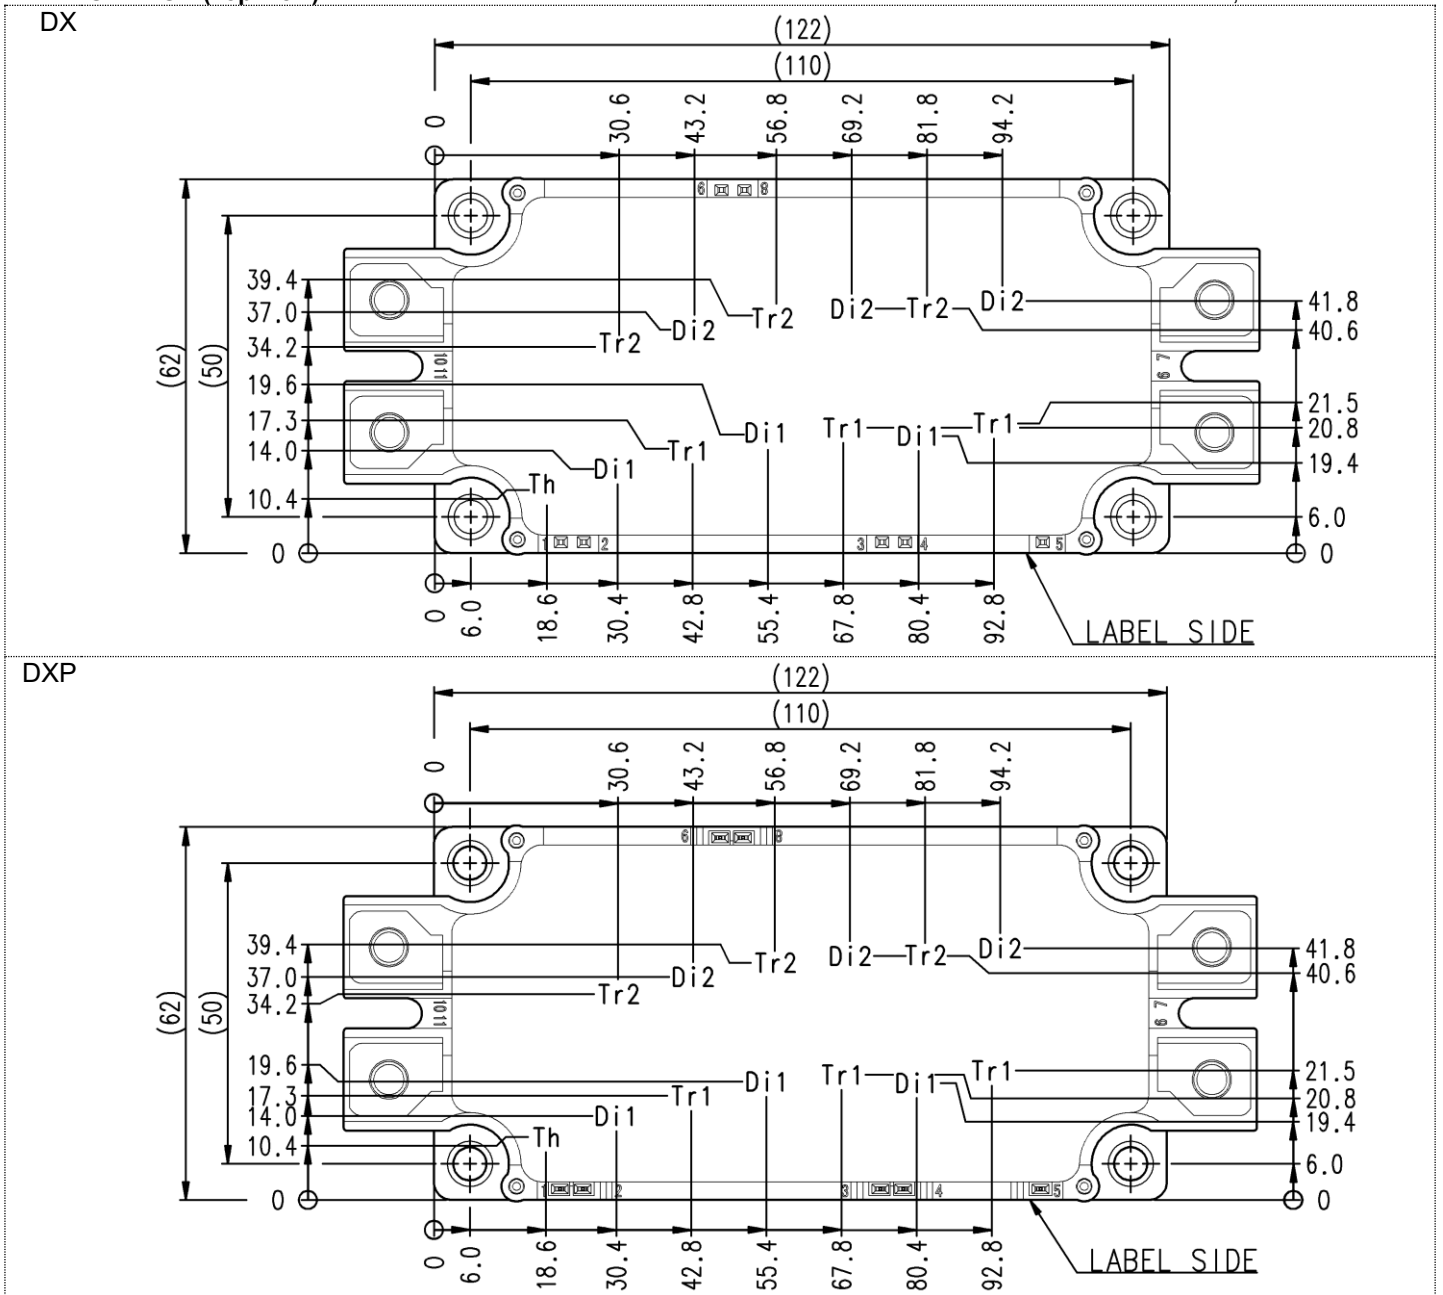 DX
(122)
(110)
0 30.6 43.2 56.8 69.2 81.8 94.2
6 8
39.4 Di2 41.8
37.0 Tr2 Di2 Tr2 40.6
34.2 Tr2 Di2
(62) (50) 10 11 7 9
19.6 21.5
17.3 Di1 Tr1 Di1 Tr1 20.8
14.0 Di1 Tr1 19.4
10.4 Th 6.0
0 1 2 3 4 5 0
0 6.0 18.6 30.4 42.8 55.4 67.8 80.4 92.8
LABEL SIDE
DXP
(122)
(110)
0 30.6 43.2 56.8 69.2 81.8 94.2
6 8
39.4 Tr2 Di2 Tr2 Di2 41.8
37.0 Di2 40.6
34.2 Tr2
(62) (50) 10 11 7 9
19.6 Di1 Tr1 Di1 Tr1 21.5
17.3 Tr1 20.8
14.0 Di1 19.4
10.4 Th 6.0
0 1 2 3 4 5 0
0 6.0 18.6 30.4 42.8 55.4 67.8 80.4 92.8
LABEL SIDE